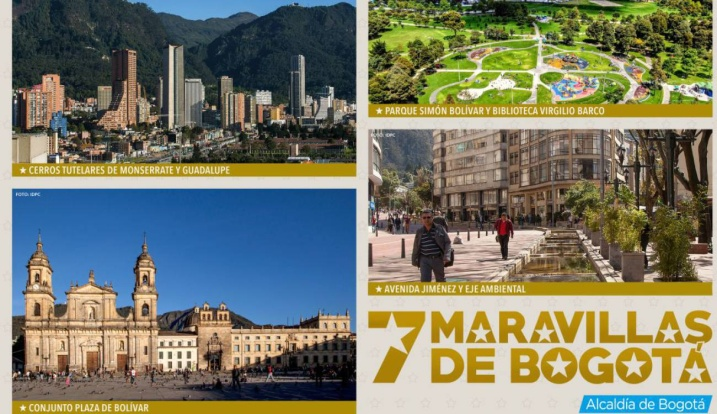 ★ CERROS TUTELARES DE MONSERRATE Y GUADALUPE
★ PARQUE SIMÓN BOLÍVAR Y BIBLIOTECA VIRGILIO BARCO
FOTO: IDPC
★ CONJUNTO PLAZA DE BOLÍVAR
FOTO: IDPC
★ AVENIDA JIMÉNEZ Y EJE AMBIENTAL
7 MARAVILLAS
DE BOGOTÁ
Alcaldía de Bogotá